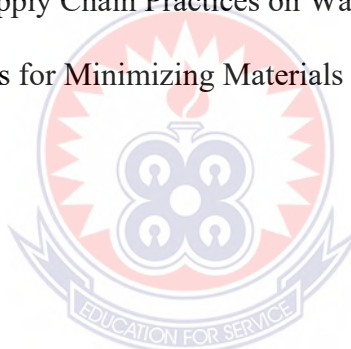 pply Chain Practices on Wa
s for Minimizing Materials
EDUCATION FOR SERVICE